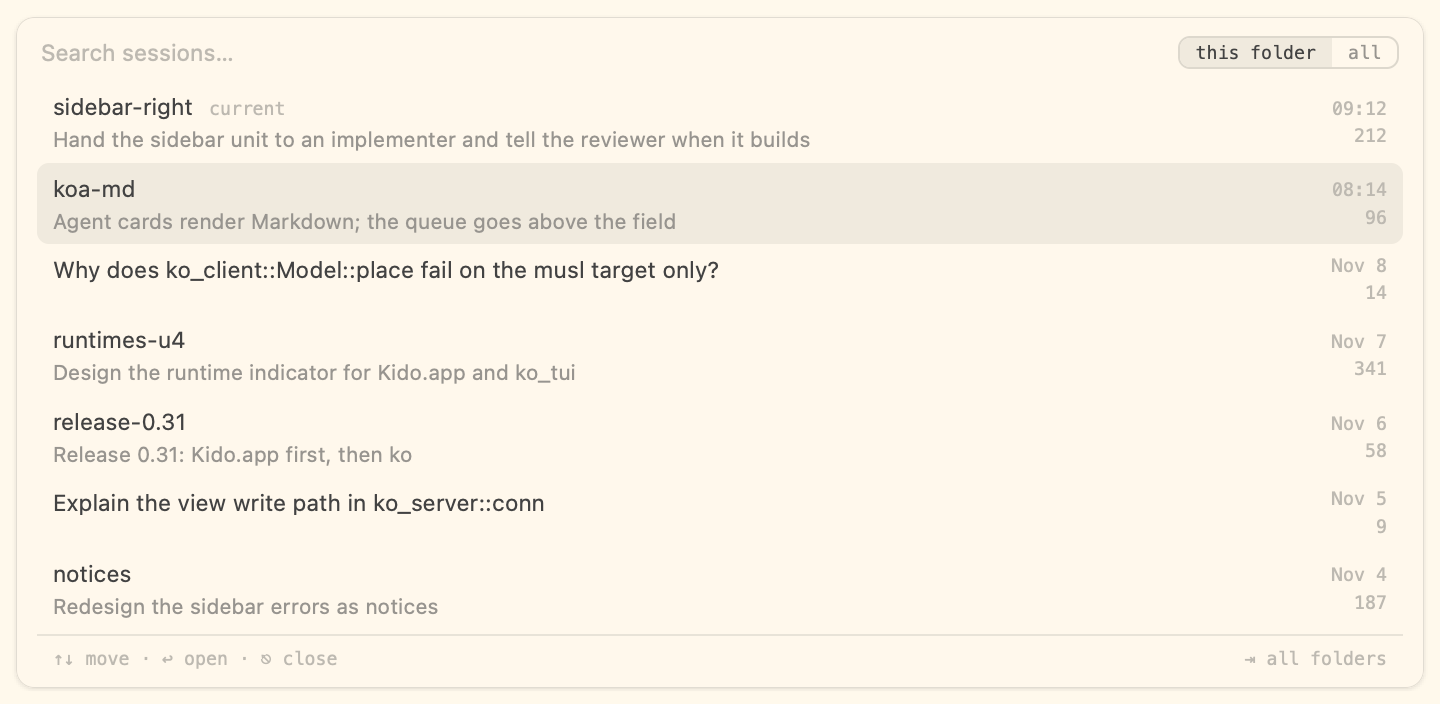 Search sessions…
this folder all
sidebar-right current 09:12
Hand the sidebar unit to an implementer and tell the reviewer when it builds 212
koa-md 08:14
Agent cards render Markdown; the queue goes above the field 96
Why does ko_client::Model::place fail on the musl target only? Nov 8
14
runtimes-u4 Nov 7
Design the runtime indicator for Kido.app and ko_tui 341
release-0.31 Nov 6
Release 0.31: Kido.app first, then ko 58
Explain the view write path in ko_server::conn Nov 5
9
notices Nov 4
Redesign the sidebar errors as notices 187
↑↓ move · ↩ open · ⎋ close ⇥ all folders